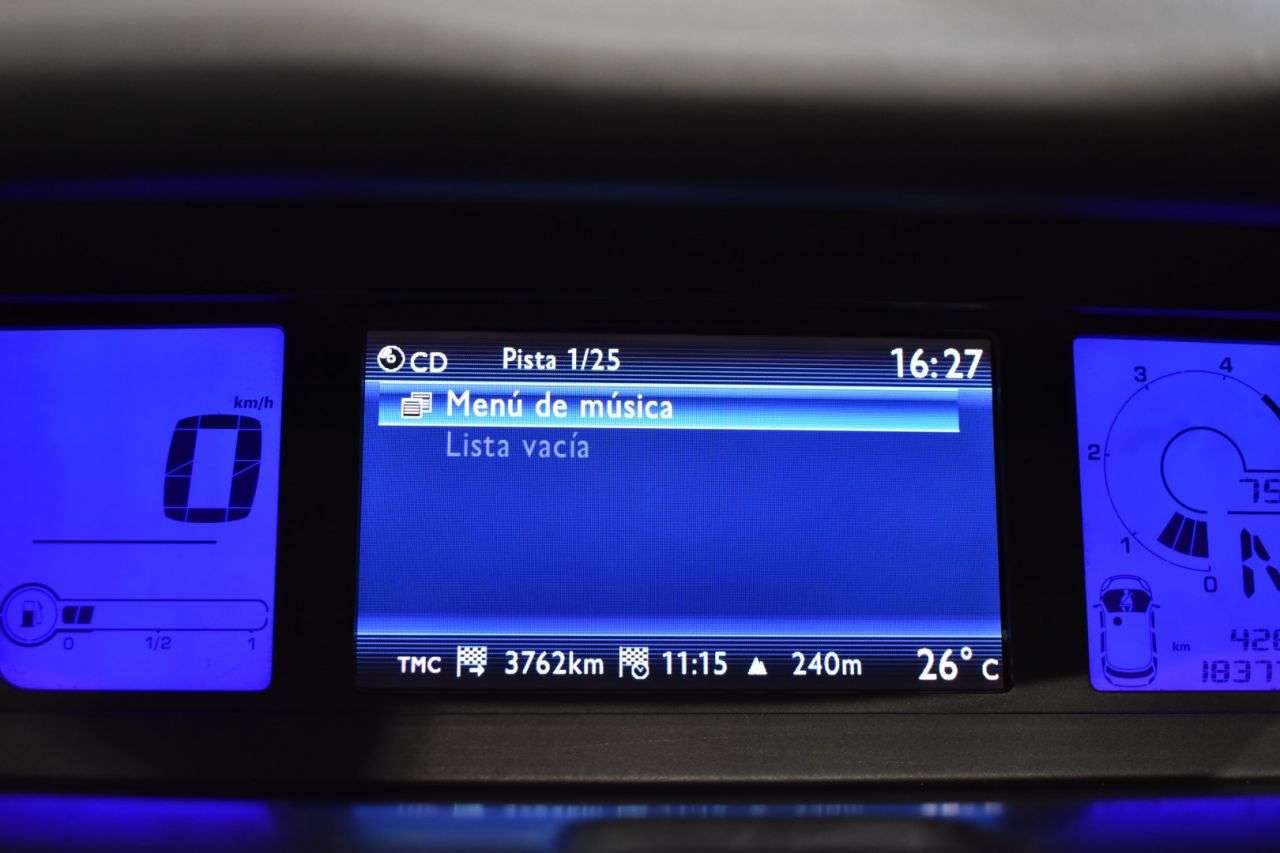 km/h
0
0 1/2 1
CD Pista 1/25 16:27
Menú de música
Lista vacía
TMC 3762km 11:15 240m 26° C
4
3
2
1
0
km